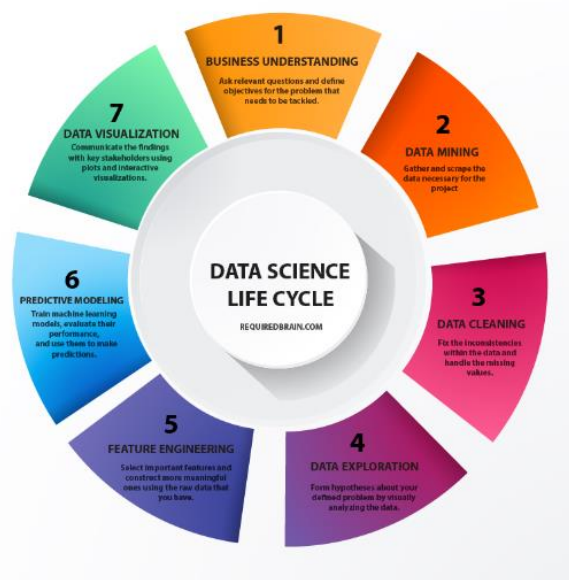 1
BUSINESS UNDERSTANDING
Ask relevant questions and define
objectives for the problem that
needs to be tackled.
2
DATA MINING
Gather and scrape the
data necessary for the
project
3
DATA CLEANING
Fix the inconsistencies
within the data and
handle the missing
values.
4
DATA EXPLORATION
Form hypotheses about your
defined problem by visually
analyzing the data.
5
FEATURE ENGINEERING
Select important features and
construct more meaningful
ones using the raw data that
you have.
6
PREDICTIVE MODELING
Train machine learning
models, evaluate their
performance,
and use them to make
predictions.
7
DATA VISUALIZATION
Communicate the findings
with key stakeholders using
plots and interactive
visualizations.
DATA SCIENCE
LIFE CYCLE
REQUIREDBRAIN.COM